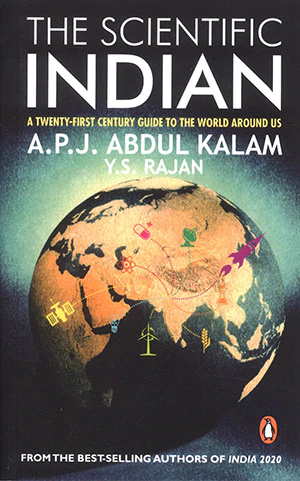 THE SCIENTIFIC
INDIAN
A TWENTY-FIRST CENTURY GUIDE TO THE WORLD AROUND US
A.P.J. ABDUL KALAM
Y.S. RAJAN
FROM THE BEST-SELLING AUTHORS OF INDIA 2020